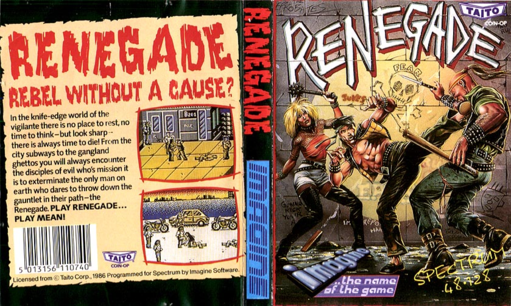 RENEGADE
REBEL WITHOUT A CAUSE?
In the knife-edge world of the
vigilante there is no place to rest, no
time to think–but look sharp –
there is always time to die! From the
city subways to the gangland
ghettos you will always encounter
the disciples of evil who's mission it
is to exterminate the only man on
earth who dares to throw down the
gauntlet in their path – the
Renegade. PLAY RENEGADE...
PLAY MEAN!
5 013156 110740
TAITO
COIN-OP
Licensed from © Taito Corp., 1986 Programmed for Spectrum by Imagine Software.
RENEGADE
imagine
TAITO
COIN-OP
RENEGADE
FEAR
imagine
...the name
of the game
SPECTRUM
48-128